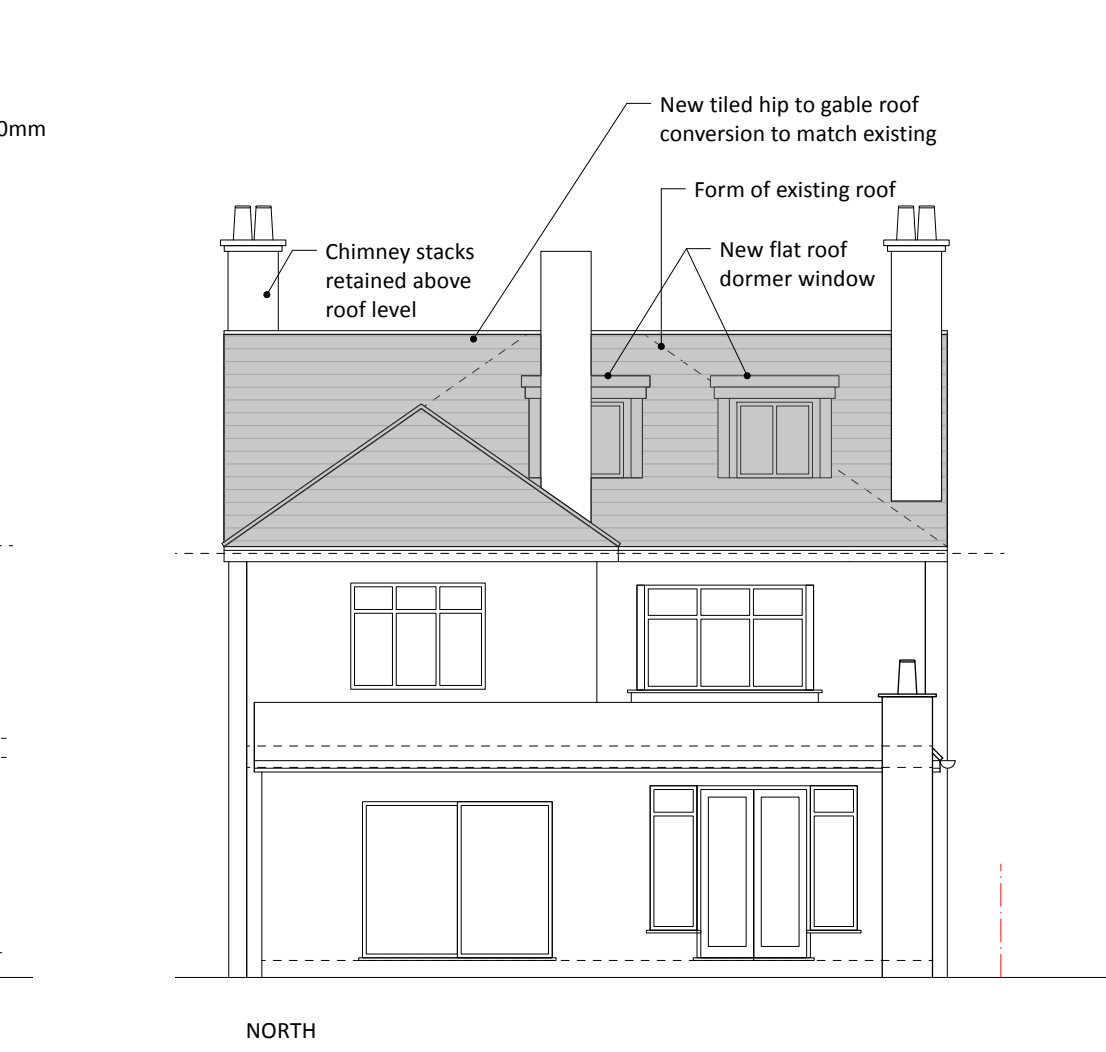 0mm
New tiled hip to gable roof
conversion to match existing
Form of existing roof
Chimney stacks
retained above
roof level
New flat roof
dormer window
NORTH